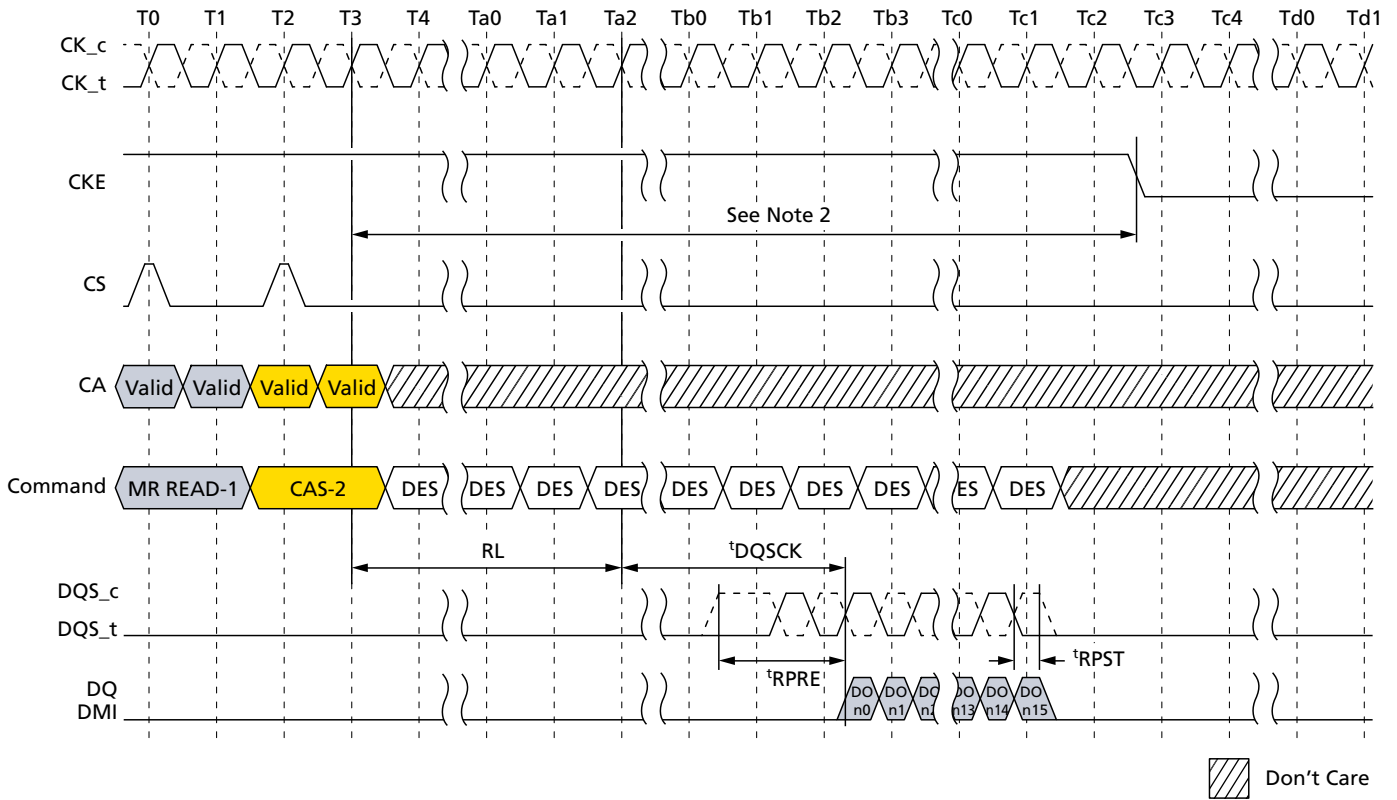 T0 T1 T2 T3 T4 Ta0 Ta1 Ta2 Tb0 Tb1 Tb2 Tb3 Tc0 Tc1 Tc2 Tc3 Tc4 Td0 Td1
CK_c
CK_t
CKE
See Note 2
CS
CA Valid Valid Valid Valid
Command MR READ-1 CAS-2 DES DES DES DES DES DES DES DES ES DES
RL tDQSCK
DQS_c
DQS_t
tRPRE tRPST
DQ DO DO DO DO DO DO
DMI n0 n1 n2 n13 n14 n15
Don't Care